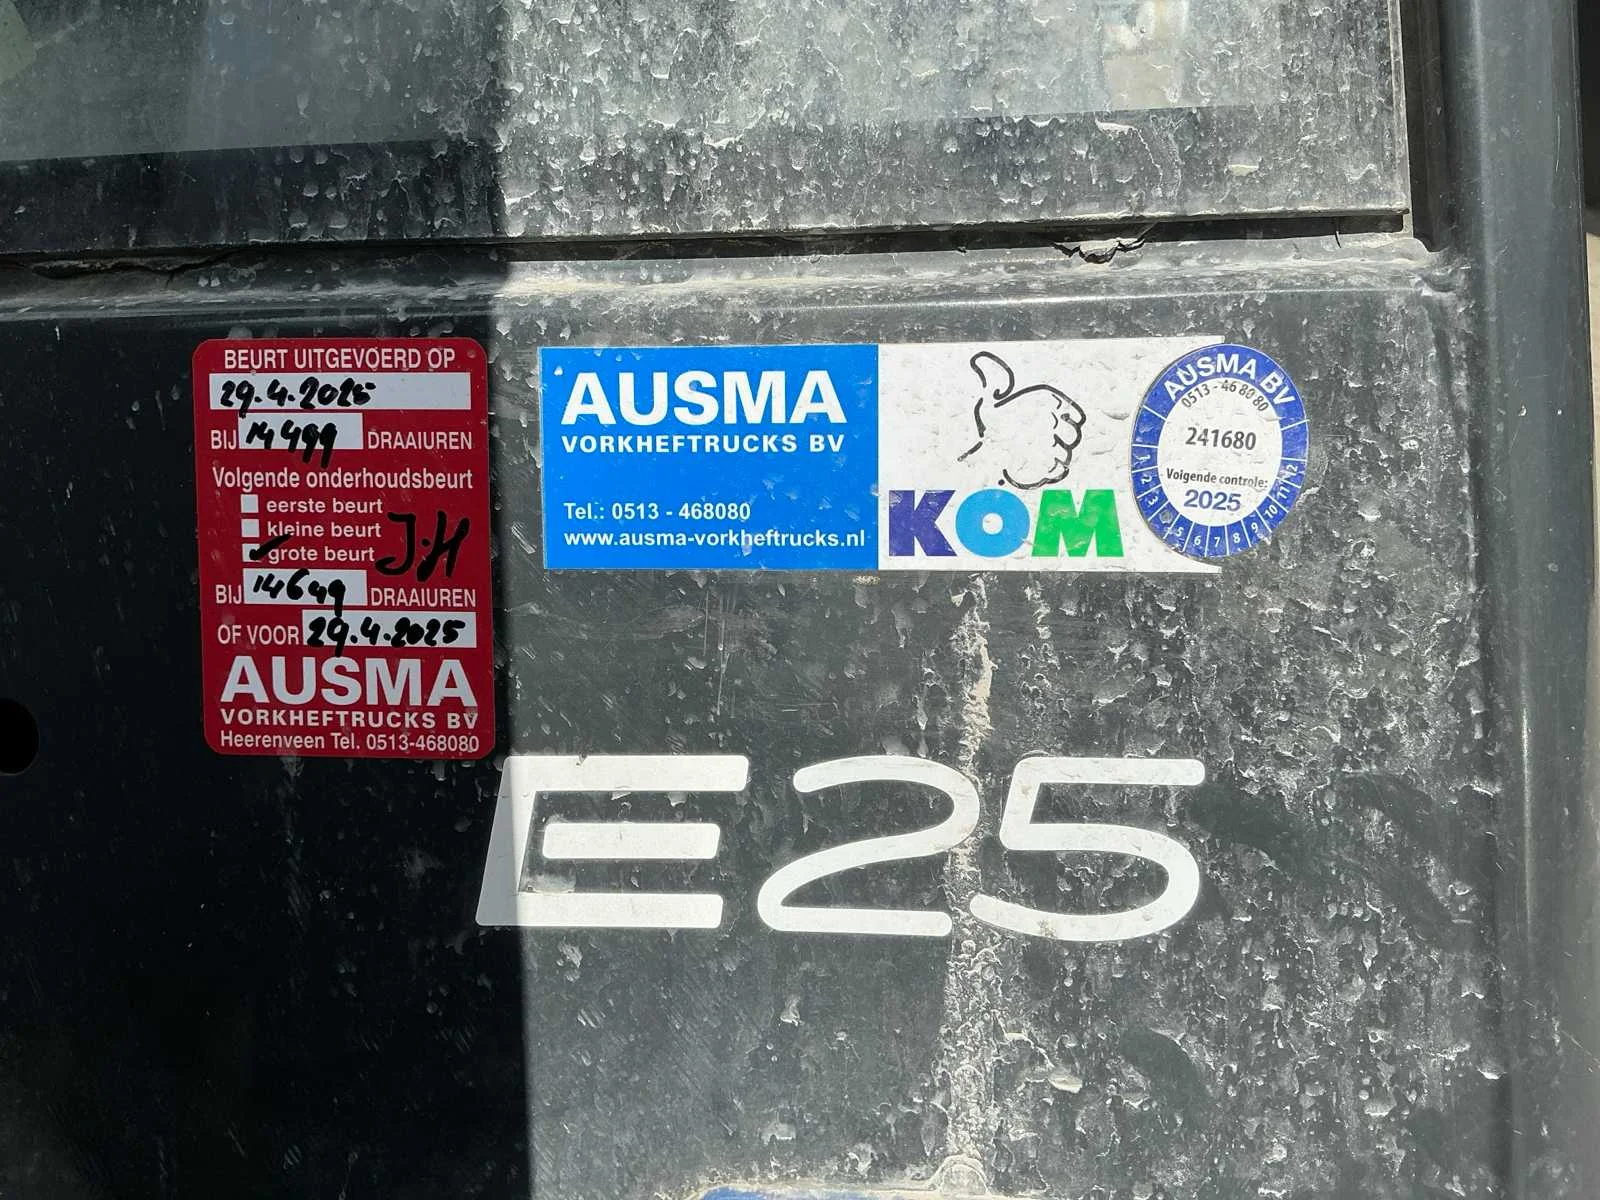 BEURT UITGEVOERD OP
29.4.2025
BIJ 14499 DRAAIUREN
Volgende onderhoudsbeurt
eerste beurt
kleine beurt
grote beurt
J.H
BIJ 14649 DRAAIUREN
OF VOOR 29.4.2025
AUSMA
VORKHEFTRUCKS BV
Heerenveen Tel. 0513-468080
AUSMA
VORKHEFTRUCKS BV
Tel.: 0513 - 468080
www.ausma-vorkheftrucks.nl
KOM
AUSMA BV
0513 - 46 80 80
241680
Volgende controle:
2025
1 2 3 5 6 7 8 9 10 11 12
E25